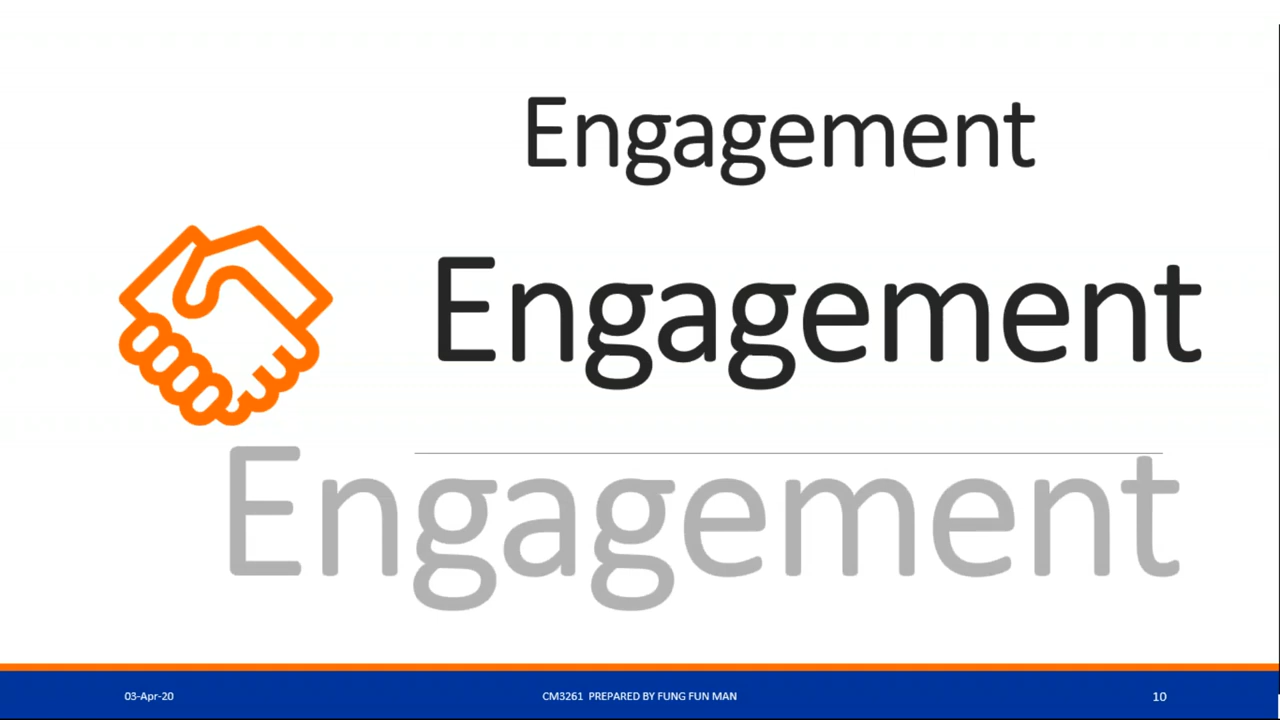 Engagement
Engagement
Engagement
03-Apr-20
CM3261 PREPARED BY FUNG FUN MAN
10